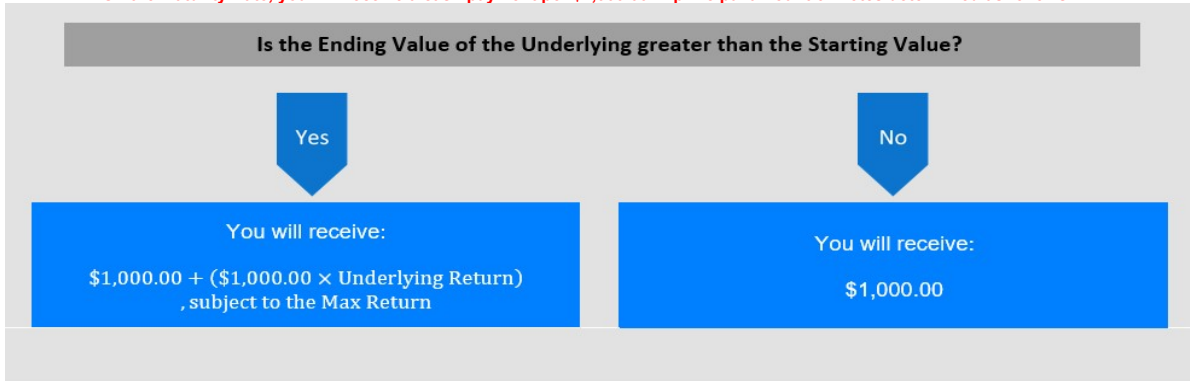 Is the Ending Value of the Underlying greater than the Starting Value?
Yes
No
You will receive:
$1,000.00 + ($1,000.00 × Underlying Return)
, subject to the Max Return
You will receive:
$1,000.00